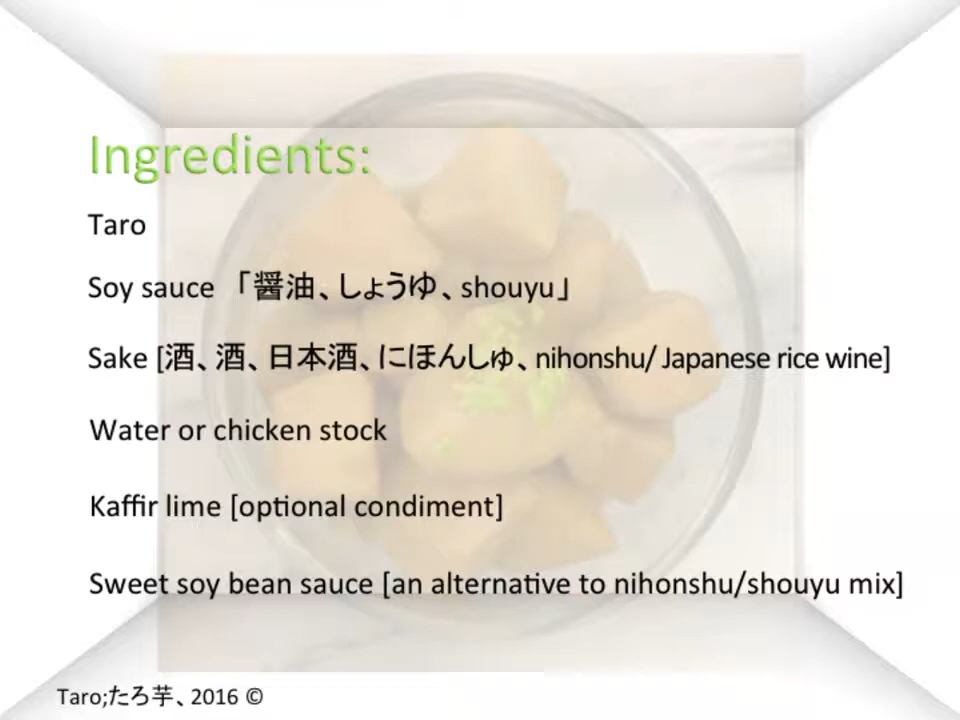 Ingredients:
Taro
Soy sauce 「醤油、しょうゆ、shouyu」
Sake [酒、酒、日本酒、にほんしゅ、nihonshu/ Japanese rice wine]
Water or chicken stock
Kaffir lime [optional condiment]
Sweet soy bean sauce [an alternative to nihonshu/shouyu mix]
Taro;たろ芋、2016 ©